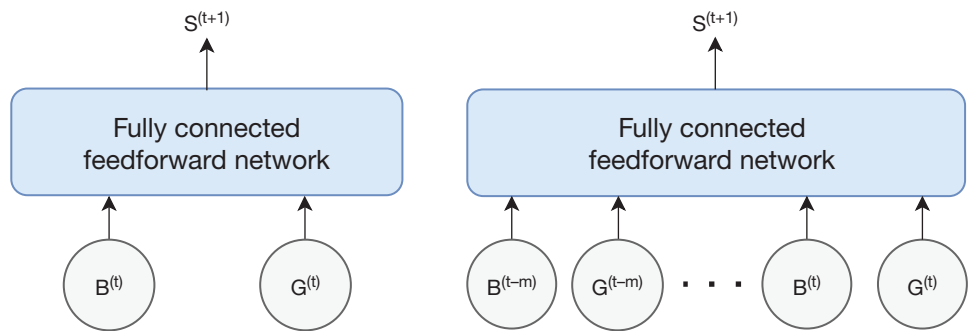 S(t+1)
Fully connected
feedforward network
B(t)
G(t)
S(t+1)
Fully connected
feedforward network
B(t–m)
G(t–m)
. . . .
B(t)
G(t)